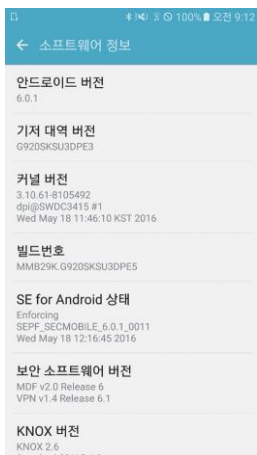 100% 오전 9:12
소프트웨어 정보
안드로이드 버전
6.0.1
기저 대역 버전
G920SKSU3DPE3
커널 버전
3.10.61-8105492
dpi@SWDC3415 #1
Wed May 18 11:46:10 KST 2016
빌드번호
MMB29K.G920SKSU3DPE5
SE for Android 상태
Enforcing
SEPF_SECMOBILE_6.0.1_0011
Wed May 18 12:16:45 2016
보안 소프트웨어 버전
MDF v2.0 Release 6
VPN v1.4 Release 6.1
KNOX 버전
KNOX 2.6